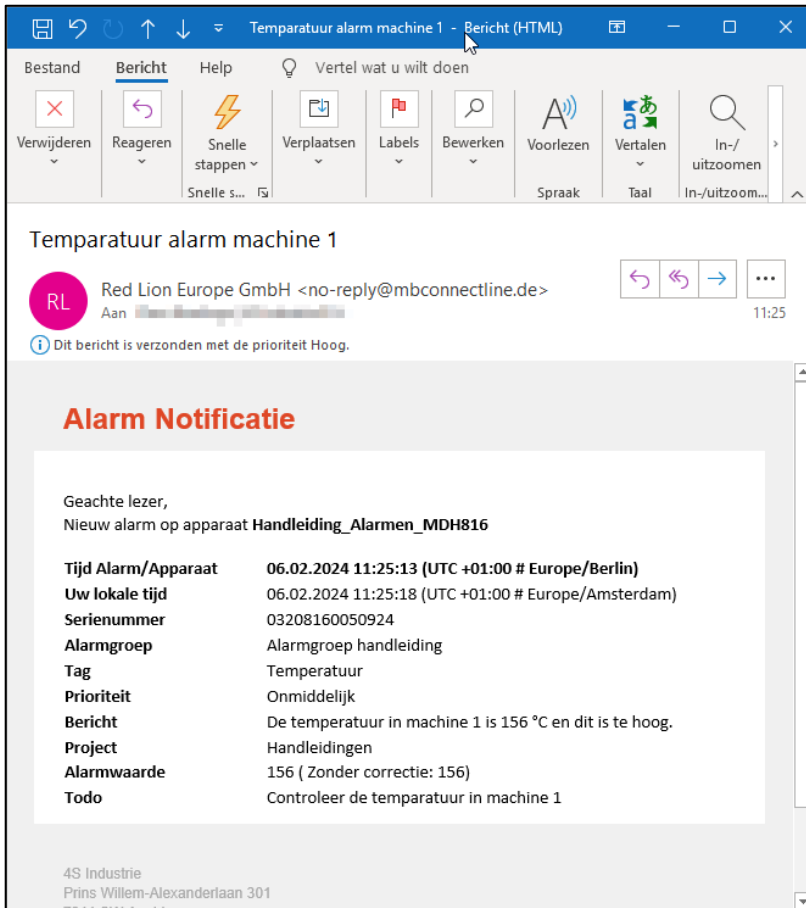 Temparatuur alarm machine 1 - Bericht (HTML)
Bestand Bericht Help Vertel wat u wilt doen
Verwijderen Reageren Snelle stappen Verplaatsen Labels Bewerken Voorlezen Vertalen In-/ uitzoomen
Snelle s... Spraak Taal In-/uitzoom...
Temparatuur alarm machine 1
RL
Red Lion Europe GmbH <no-reply@mbconnectline.de>
Aan
11:25
Dit bericht is verzonden met de prioriteit Hoog.
Alarm Notificatie
Geachte lezer,
Nieuw alarm op apparaat Handleiding_Alarmen_MDH816
Tijd Alarm/Apparaat 06.02.2024 11:25:13 (UTC +01:00 # Europe/Berlin)
Uw lokale tijd 06.02.2024 11:25:18 (UTC +01:00 # Europe/Amsterdam)
Serienummer 03208160050924
Alarmgroep Alarmgroep handleiding
Tag Temperatuur
Prioriteit Onmiddelijk
Bericht De temperatuur in machine 1 is 156 °C en dit is te hoog.
Project Handleidingen
Alarmwaarde 156 ( Zonder correctie: 156)
Todo Controleer de temparatuur in machine 1
4S Industrie
Prins Willem-Alexanderlaan 301